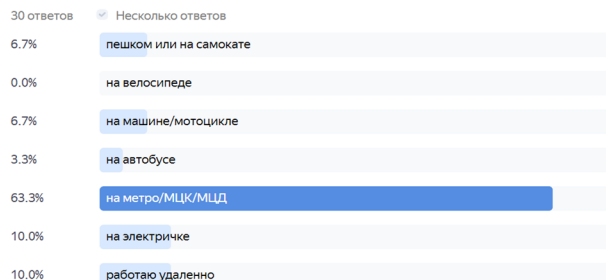 30 ответов Несколько ответов
6.7% пешком или на самокате
0.0% на велосипеде
6.7% на машине/мотоцикле
3.3% на автобусе
63.3% на метро/МЦК/МЦД
10.0% на электричке
10.0% работаю удаленно